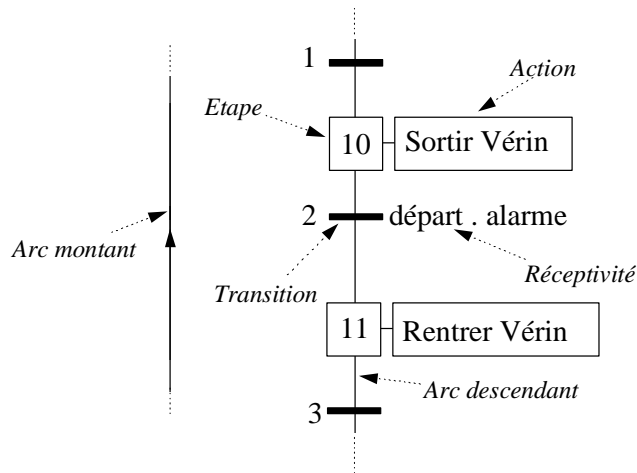 1
Action
Etape
10
Sortir Vérin
2
départ . alarme
Arc montant
Réceptivité
Transition
11
Rentrer Vérin
Arc descendant
3